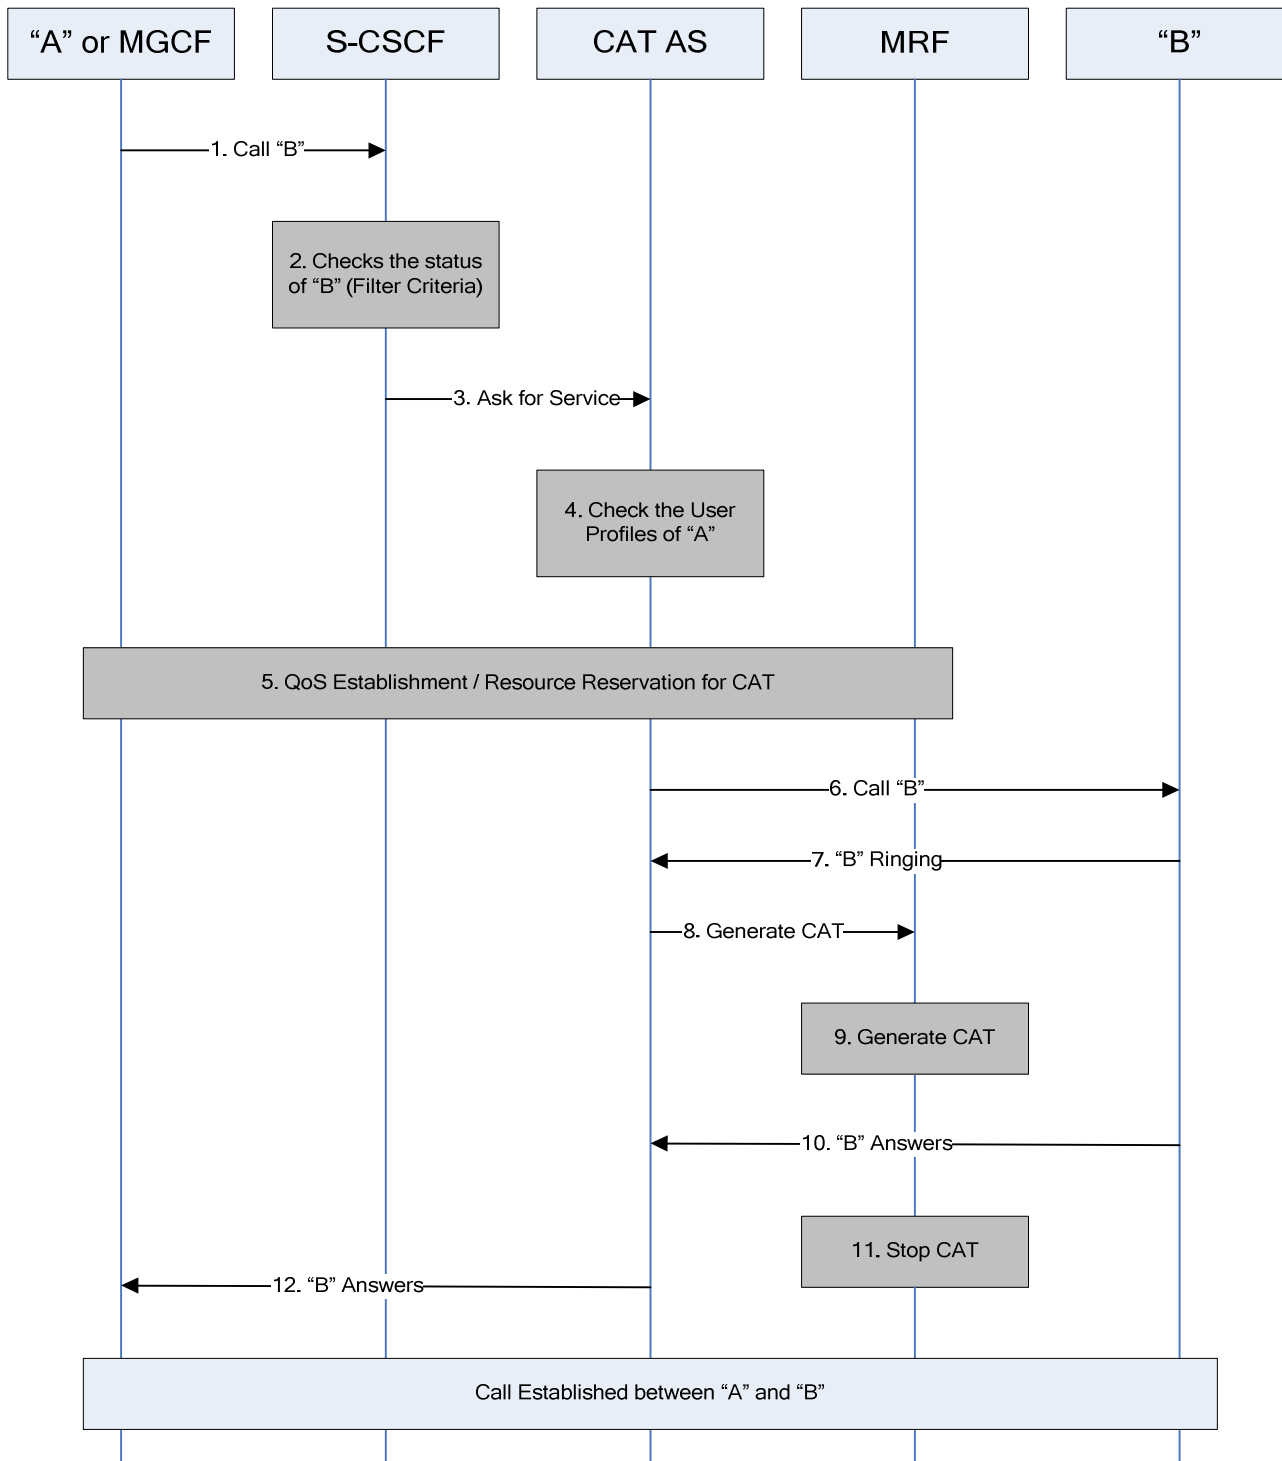 “A” or MGCF
S-CSCF
CAT AS
MRF
“B”
1. Call “B”
2. Checks the status
of “B” (Filter Criteria)
3. Ask for Service
4. Check the User
Profiles of “A”
5. QoS Establishment / Resource Reservation for CAT
6. Call “B”
7. “B” Ringing
8. Generate CAT
9. Generate CAT
10. “B” Answers
11. Stop CAT
12. “B” Answers
Call Established between “A” and “B”